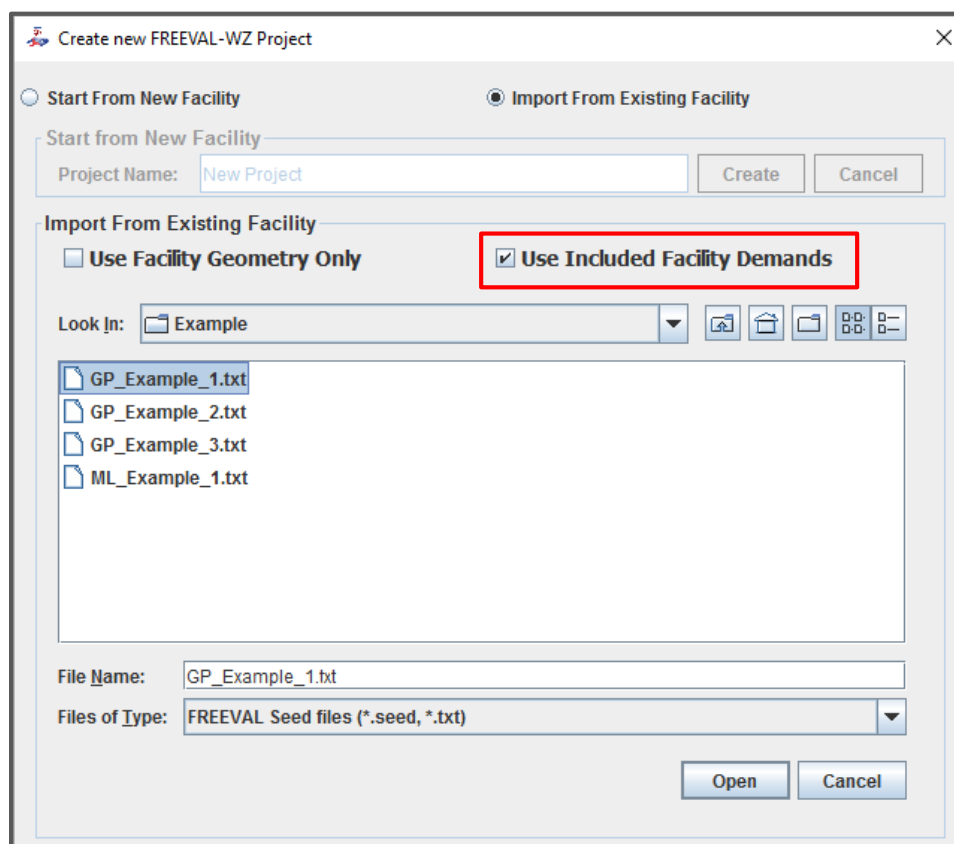 Create new FREEVAL-WZ Project
Start From New Facility Import From Existing Facility
Start from New Facility
Project Name: New Project Create Cancel
Import From Existing Facility
Use Facility Geometry Only Use Included Facility Demands
Look In: Example
GP_Example_1.txt
GP_Example_2.txt
GP_Example_3.txt
ML_Example_1.txt
File Name: GP_Example_1.txt
Files of Type: FREEVAL Seed files (*.seed, *.txt)
Open Cancel